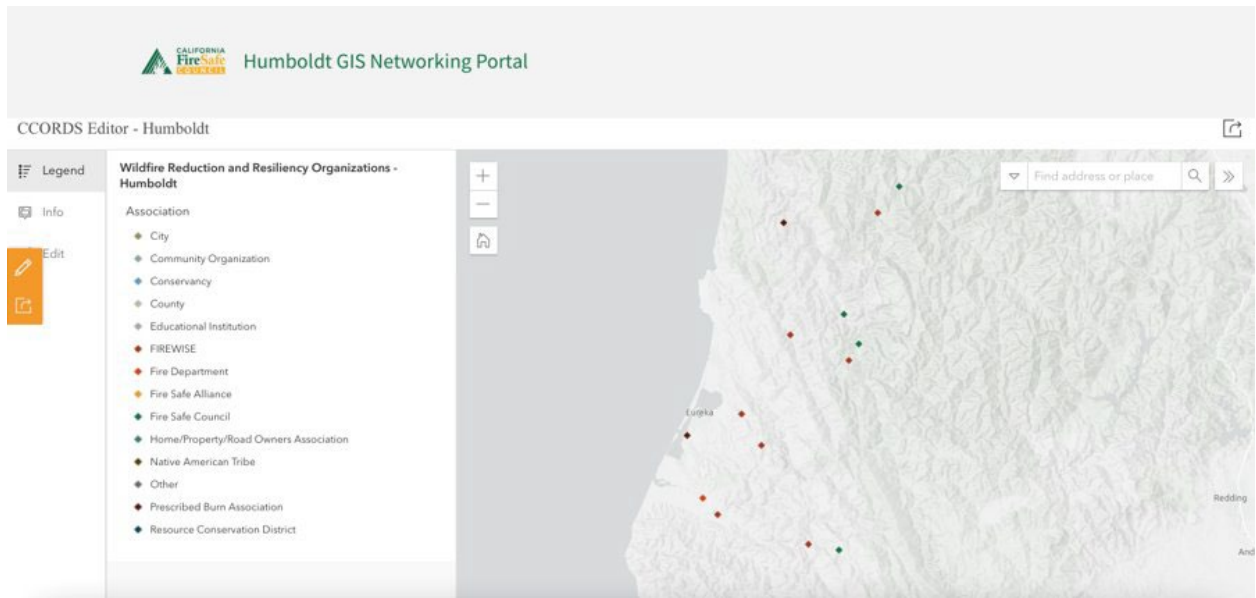 CALIFORNIA
FireSafe
COUNCIL
Humboldt GIS Networking Portal
CCORDS Editor - Humboldt
Legend
Info
Edit
Wildfire Reduction and Resiliency Organizations -
Humboldt
Association
City
Community Organization
Conservancy
County
Educational Institution
FIREWISE
Fire Department
Fire Safe Alliance
Fire Safe Council
Home/Property/Road Owners Association
Native American Tribe
Other
Prescribed Burn Association
Resource Conservation District
Find address or place
Eureka
Redding
And